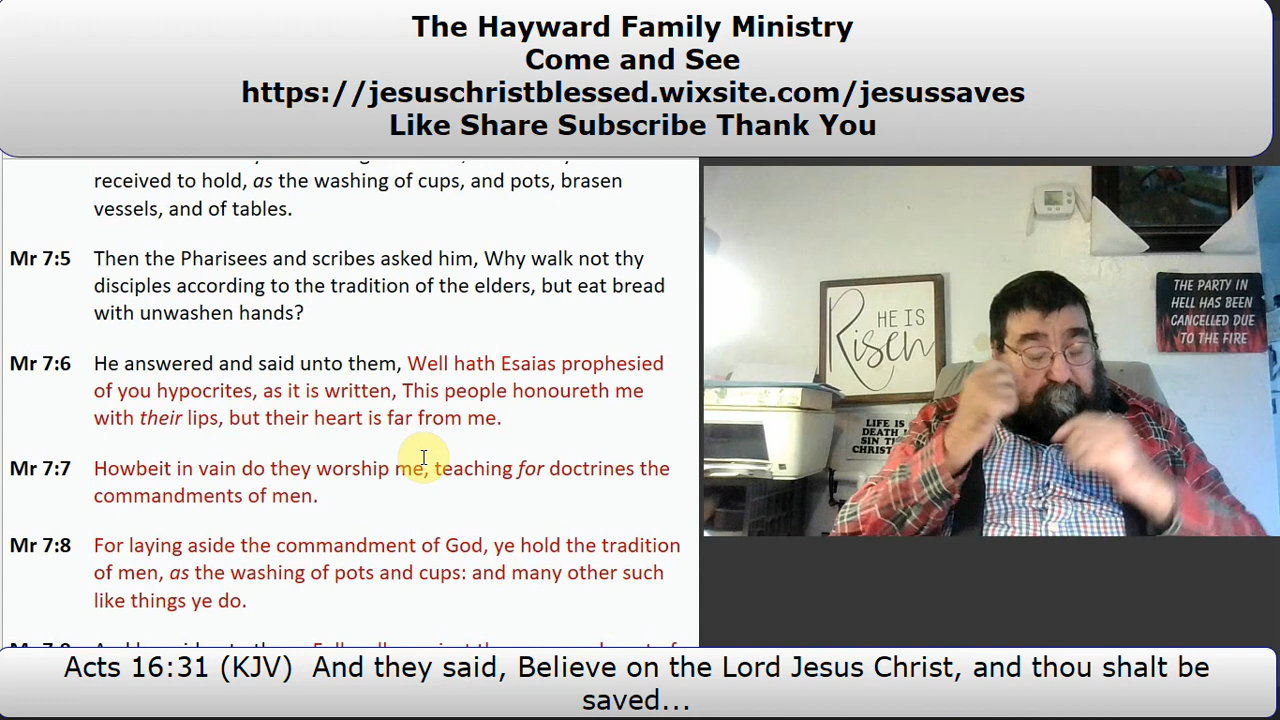 The Hayward Family Ministry
Come and See
https://jesuschristblessed.wixsite.com/jesussaves
Like Share Subscribe Thank You
received to hold, as the washing of cups, and pots, brasen
vessels, and of tables.
Mr 7:5 Then the Pharisees and scribes asked him, Why walk not thy
disciples according to the tradition of the elders, but eat bread
with unwashen hands?
Mr 7:6 He answered and said unto them, Well hath Esaias prophesied
of you hypocrites, as it is written, This people honoureth me
with their lips, but their heart is far from me.
Mr 7:7 Howbeit in vain do they worship me, teaching for doctrines the
commandments of men.
Mr 7:8 For laying aside the commandment of God, ye hold the tradition
of men, as the washing of pots and cups: and many other such
like things ye do.
HE IS
Risen
THE PARTY IN
HELL HAS BEEN
CANCELLED DUE
TO THE FIRE
LIFE IS
DEATH
SIN
CHRIST
Acts 16:31 (KJV) And they said, Believe on the Lord Jesus Christ, and thou shalt be
saved...